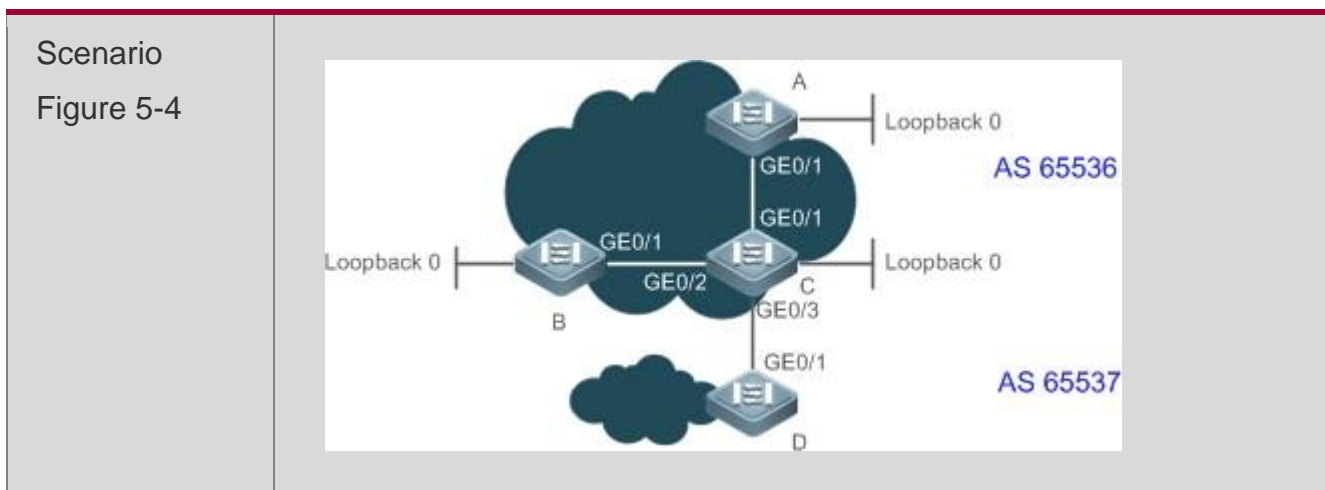 Scenario
Figure 5-4
A
Loopback 0
GE0/1
AS 65536
GE0/1
Loopback 0
GE0/1
GE0/2
C
Loopback 0
B
GE0/3
GE0/1
AS 65537
D